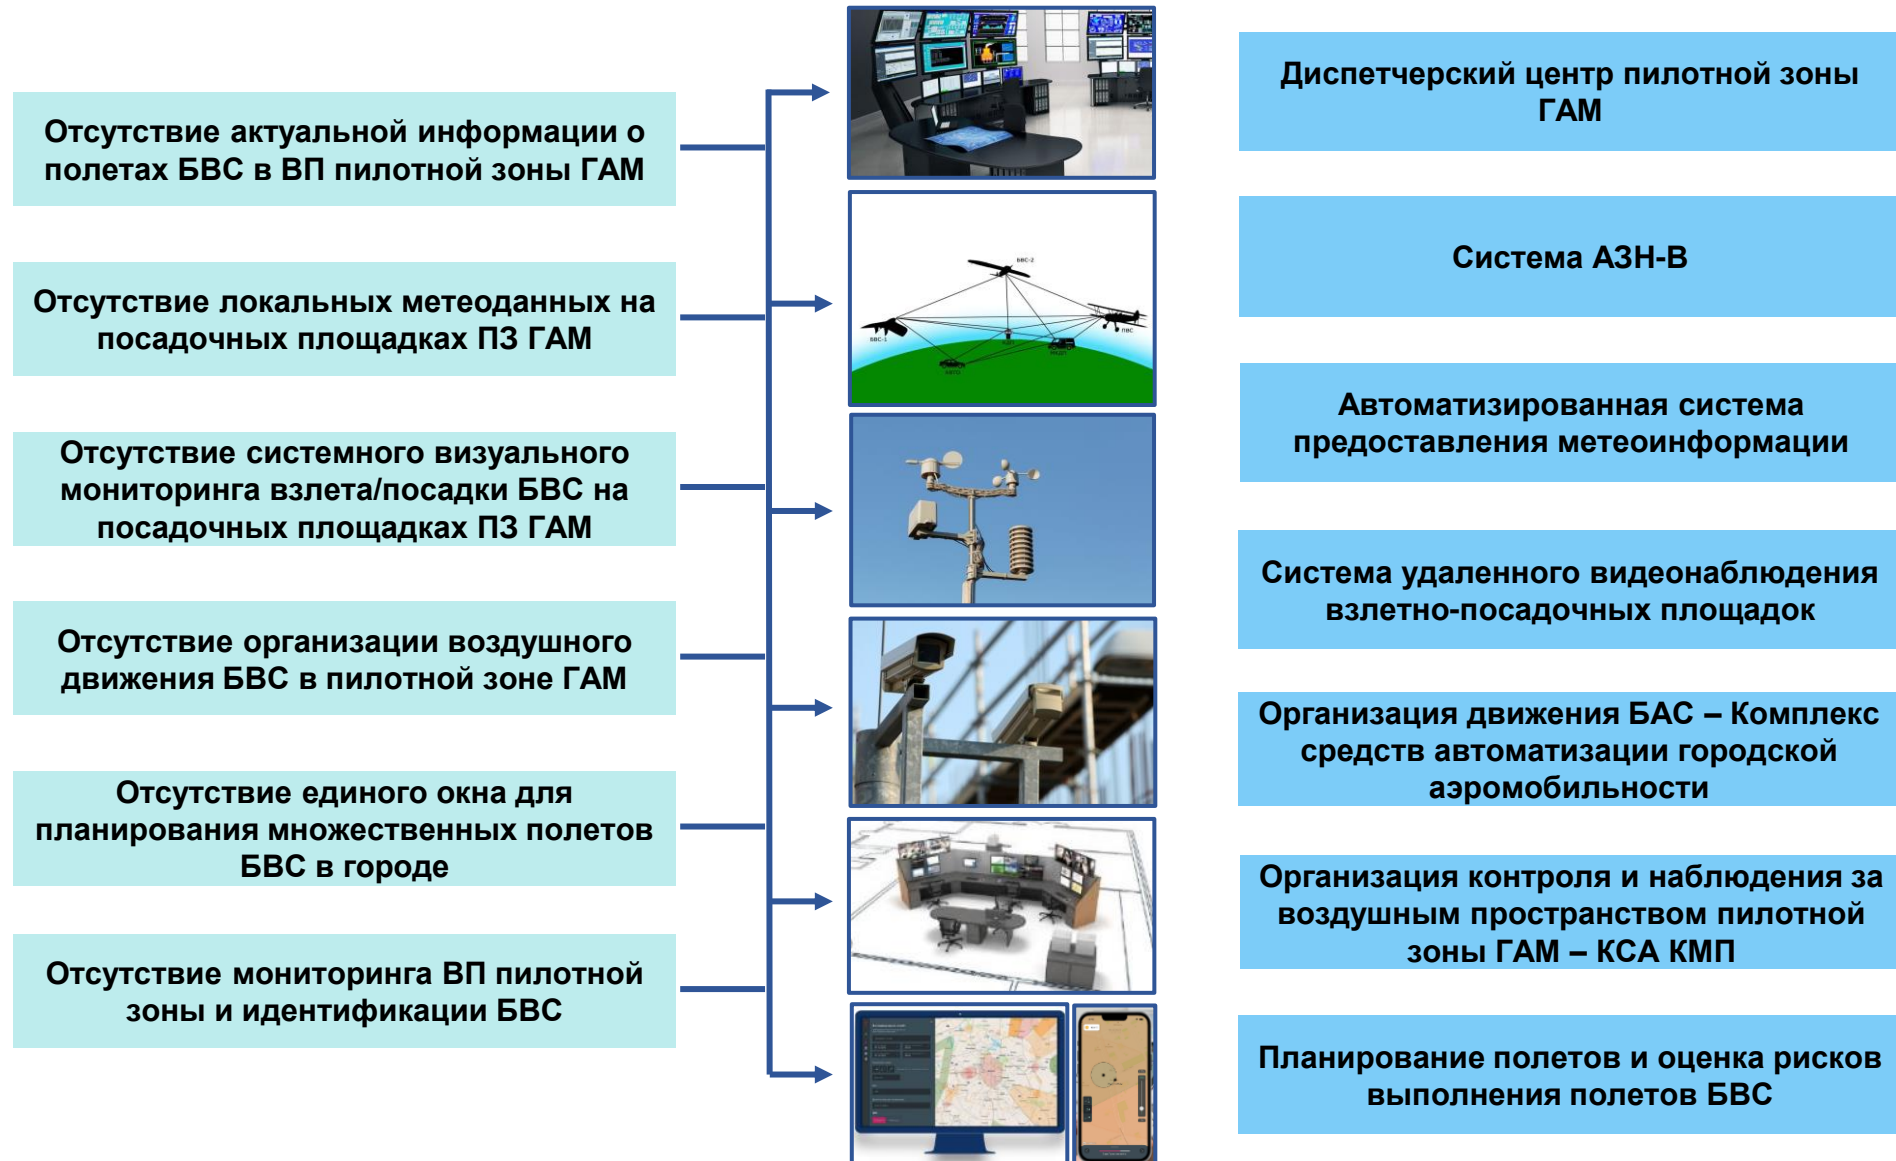 Отсутствие актуальной информации о
полетах БВС в ВП пилотной зоны ГАМ
Отсутствие локальных метеоданных на
посадочных площадках ПЗ ГАМ
Отсутствие системного визуального
мониторинга взлета/посадки БВС на
посадочных площадках ПЗ ГАМ
Отсутствие организации воздушного
движения БВС в пилотной зоне ГАМ
Отсутствие единого окна для
планирования множественных полетов
БВС в городе
Отсутствие мониторинга ВП пилотной
зоны и идентификации БВС
БВС-2
БВС-1
ПВС
Диспетчерский центр пилотной зоны
ГАМ
Система АЗН-В
Автоматизированная система
предоставления метеоинформации
Система удаленного видеонаблюдения
взлетно-посадочных площадок
Организация движения БАС – Комплекс
средств автоматизации городской
аэромобильности
Организация контроля и наблюдения за
воздушным пространством пилотной
зоны ГАМ – КСА КМП
Планирование полетов и оценка рисков
выполнения полетов БВС